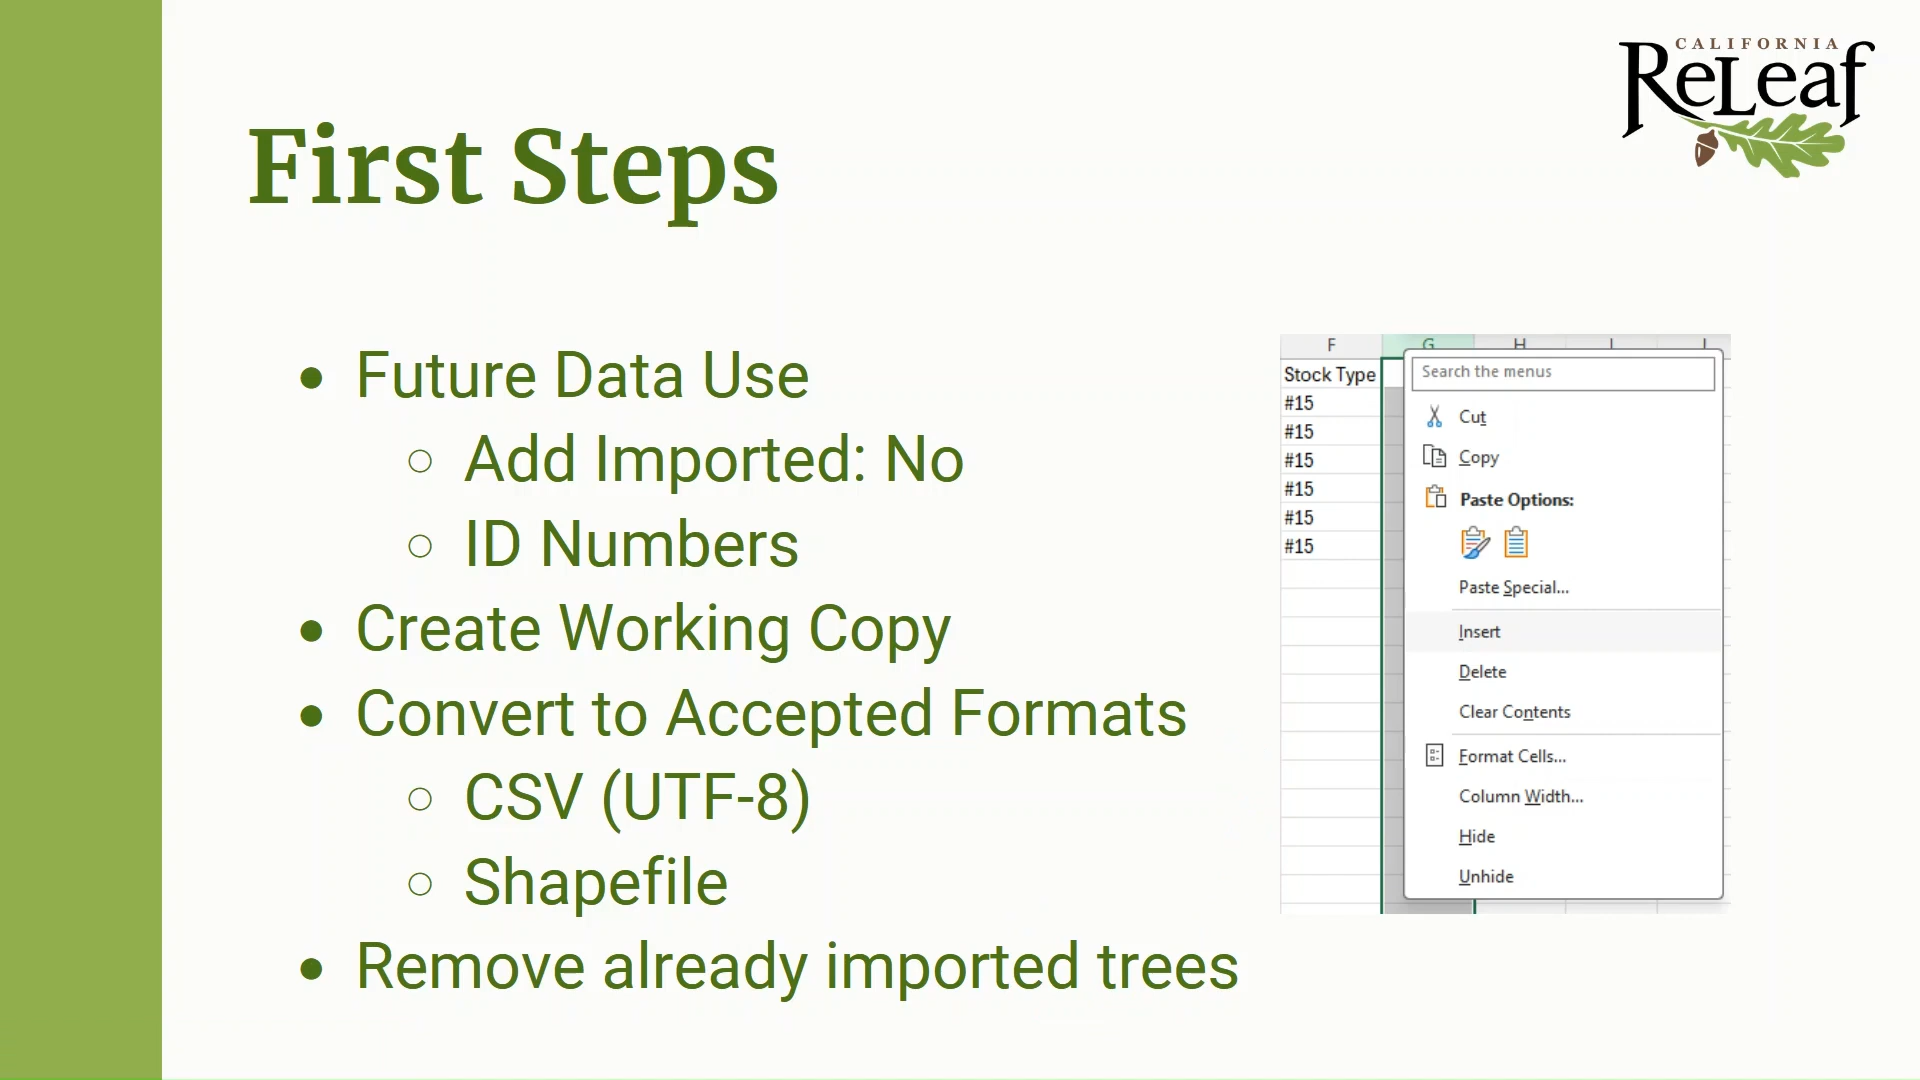 CALIFORNIA
ReLeaf
First Steps
● Future Data Use
○ Add Imported: No
○ ID Numbers
● Create Working Copy
● Convert to Accepted Formats
○ CSV (UTF-8)
○ Shapefile
● Remove already imported trees
F G H I J
Stock Type
#15
#15
#15
#15
#15
#15
Search the menus
Cut
Copy
Paste Options:
Paste Special...
Insert
Delete
Clear Contents
Format Cells...
Column Width...
Hide
Unhide